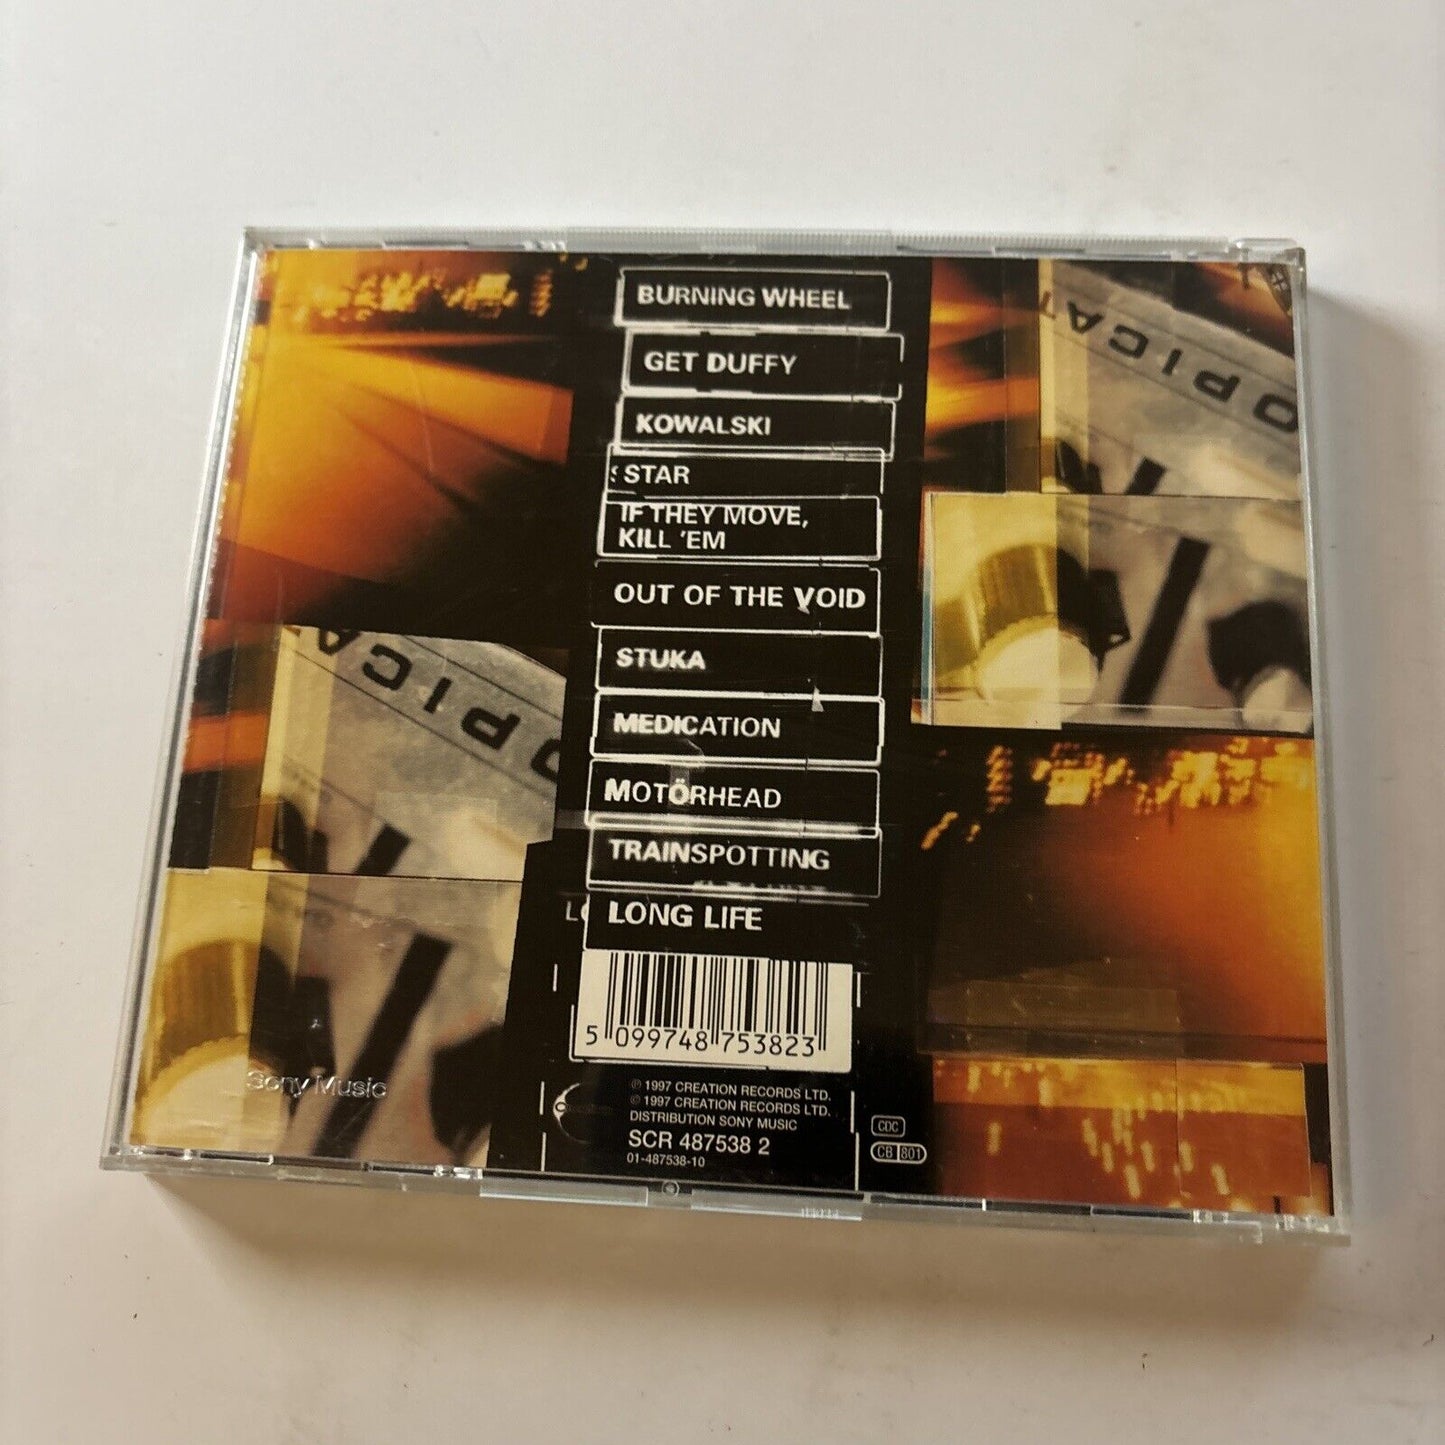 BURNING WHEEL
GET DUFFY
KOWALSKI
STAR
IF THEY MOVE,
KILL 'EM
OUT OF THE VOID
STUKA
MEDICATION
MOTÖRHEAD
TRAINSPOTTING
LONG LIFE
5 099748 753823
℗ 1997 CREATION RECORDS LTD.
© 1997 CREATION RECORDS LTD.
DISTRIBUTION SONY MUSIC
SCR 487538 2
01-487538-10
CDC
CB 801
Sony Music
OPICA
OPICAT